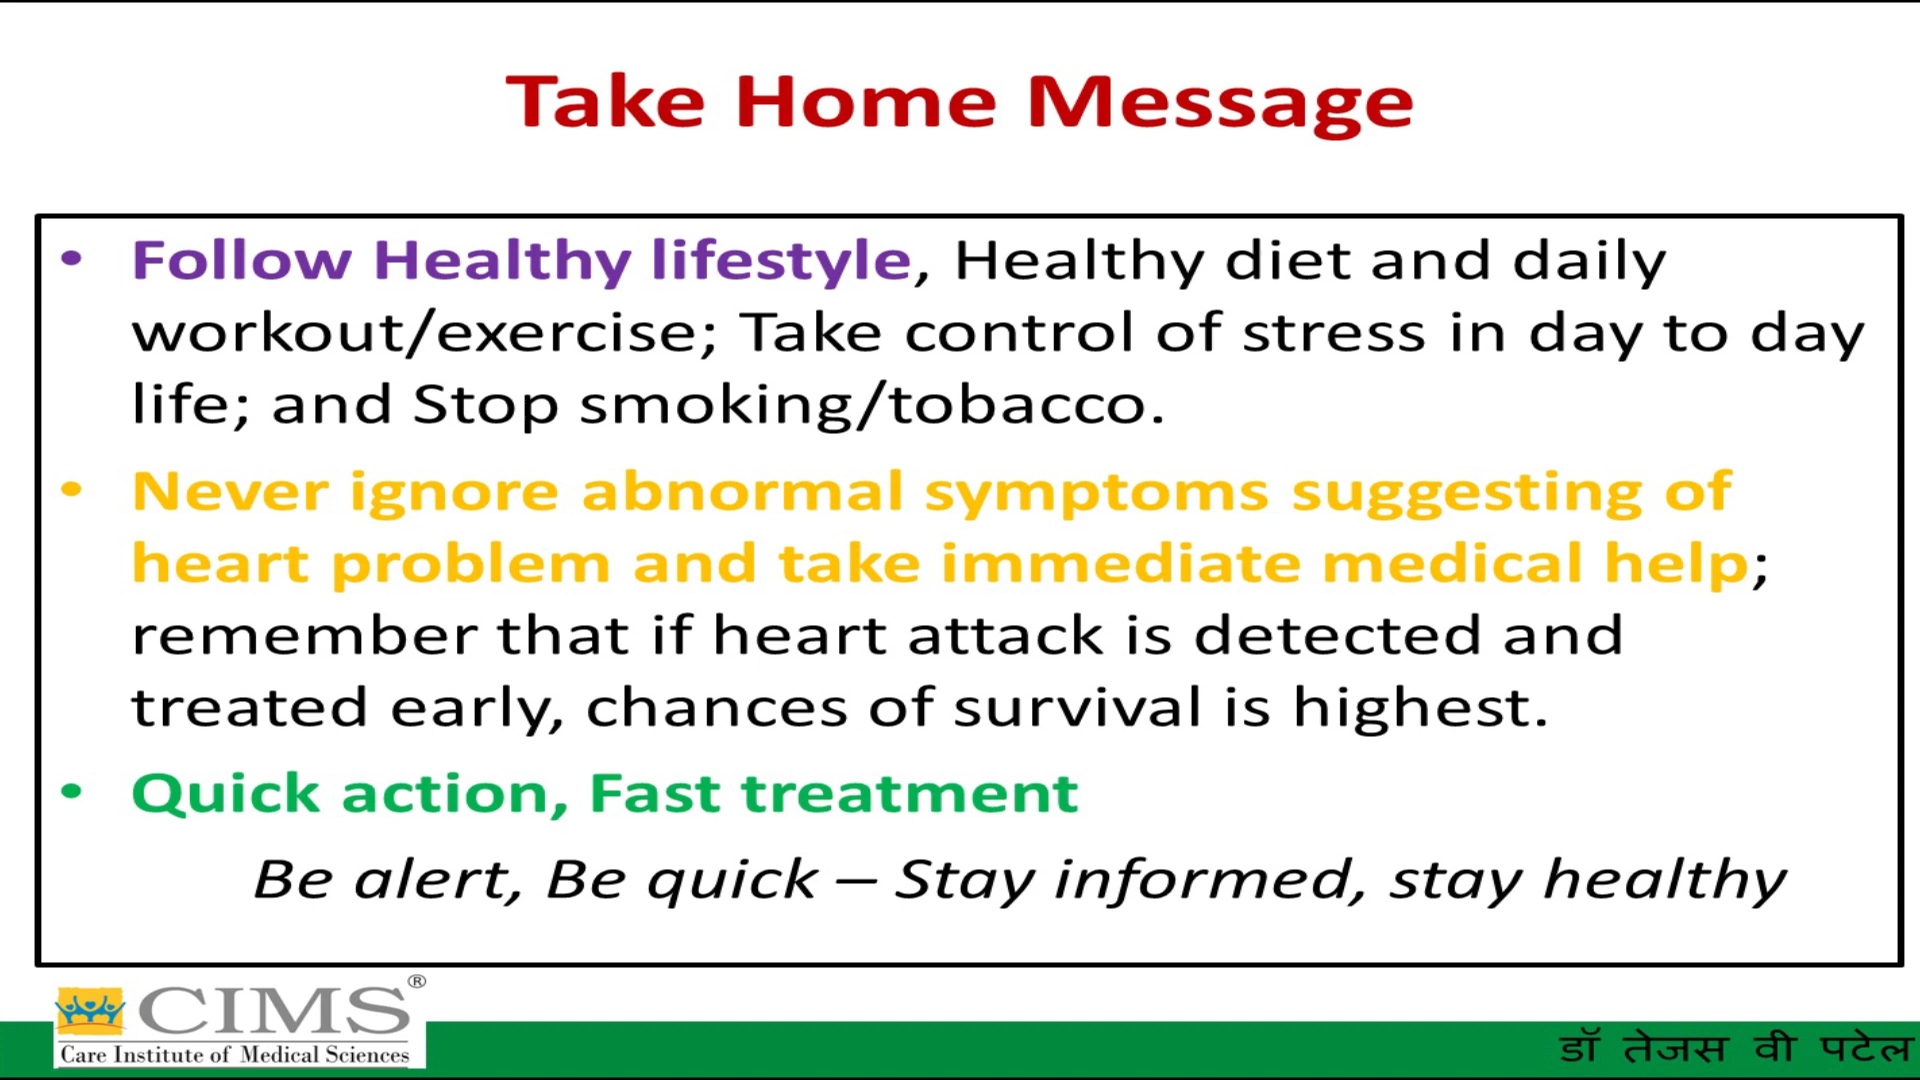 Take Home Message
• Follow Healthy lifestyle, Healthy diet and daily
workout/exercise; Take control of stress in day to day
life; and Stop smoking/tobacco.
• Never ignore abnormal symptoms suggesting of
heart problem and take immediate medical help;
remember that if heart attack is detected and
treated early, chances of survival is highest.
• Quick action, Fast treatment
Be alert, Be quick – Stay informed, stay healthy
CIMS®
Care Institute of Medical Sciences
डॉ तेजस वी पटेल